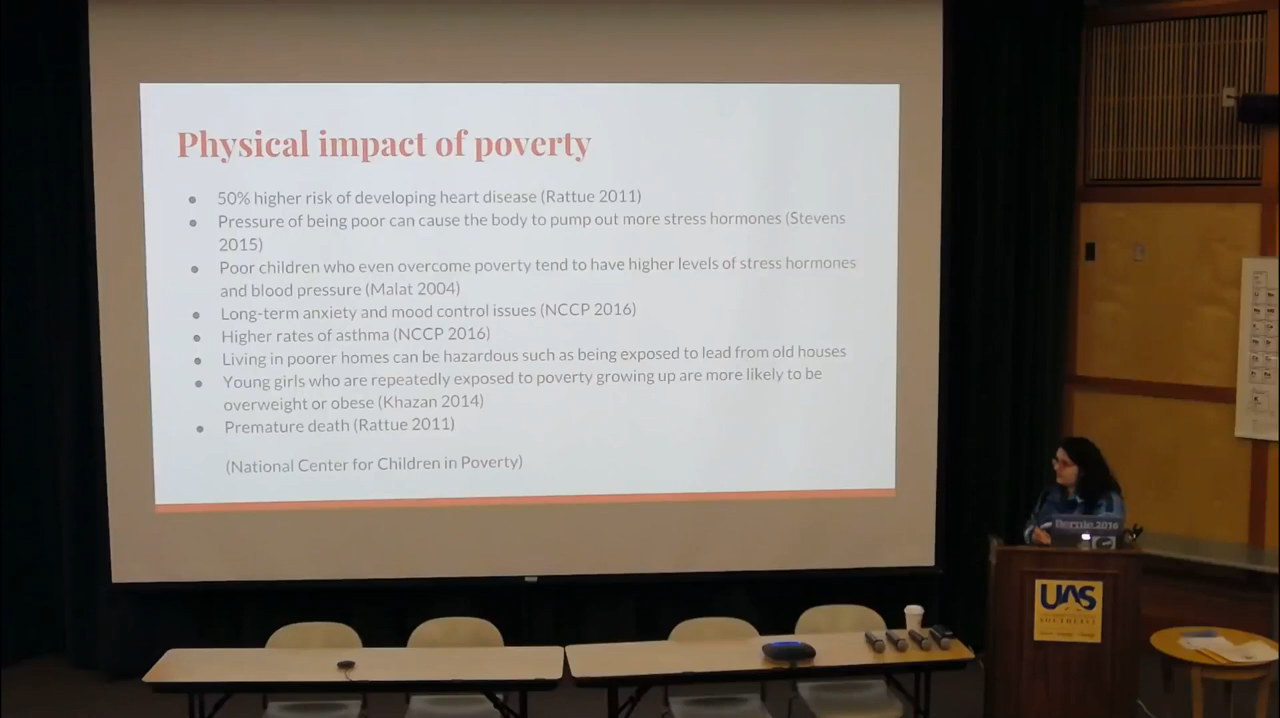 Physical impact of poverty
50% higher risk of developing heart disease (Rattue 2011)
Pressure of being poor can cause the body to pump out more stress hormones (Stevens
2015)
Poor children who even overcome poverty tend to have higher levels of stress hormones
and blood pressure (Malat 2004)
Long-term anxiety and mood control issues (NCCP 2016)
Higher rates of asthma (NCCP 2016)
Living in poorer homes can be hazardous such as being exposed to lead from old houses
Young girls who are repeatedly exposed to poverty growing up are more likely to be
overweight or obese (Khazan 2014)
Premature death (Rattue 2011)
(National Center for Children in Poverty)
Bernie 2016
UAS
SOUTHEAST